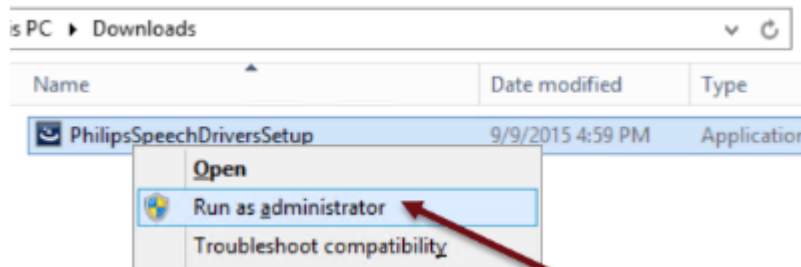 is PC ▸ Downloads
Name Date modified Type
PhilipsSpeechDriversSetup 9/9/2015 4:59 PM Application
Open
Run as administrator
Troubleshoot compatibility